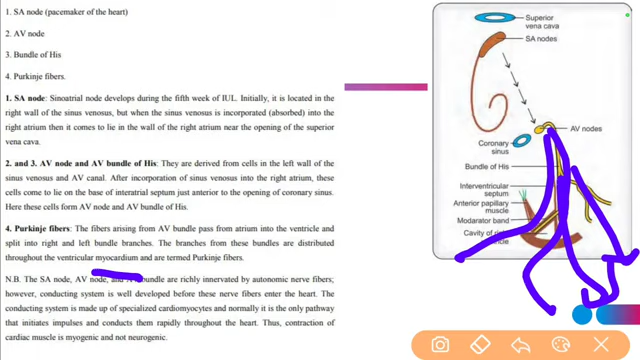 1. SA node (pacemaker of the heart)
2. AV node
3. Bundle of His
4. Purkinje fibers.
1. SA node: Sinoatrial node develops during the fifth week of IUL. Initially, it is located in the
right wall of the sinus venosus, but when the sinus venosus is incorporated (absorbed) into the
right atrium then it comes to lie in the wall of the right atrium near the opening of the superior
vena cava.
2. and 3. AV node and AV bundle of His: They are derived from cells in the left wall of the
sinus venosus and AV canal. After incorporation of sinus venosus into the right atrium, these
cells come to lie on the base of interatrial septum just anterior to the opening of coronary sinus.
Here these cells form AV node and AV bundle of His.
4. Purkinje fibers: The fibers arising from AV bundle pass from atrium into the ventricle and
split into right and left bundle branches. The branches from these bundles are distributed
throughout the ventricular myocardium and are termed Purkinje fibers.
N.B. The SA node, AV node, and bundle are richly innervated by autonomic nerve fibers;
however, conducting system is well developed before these nerve fibers enter the heart. The
conducting system is made up of specialized cardiomyocytes and normally it is the only pathway
that initiates impulses and conducts them rapidly throughout the heart. Thus, contraction of
cardiac muscle is myogenic and not neurogenic.
Superior
vena cava
SA nodes
AV nodes
Coronary
sinus
Bundle of His
Interventricular
septum
Anterior papillary
muscle
Moderator band
Cavity of